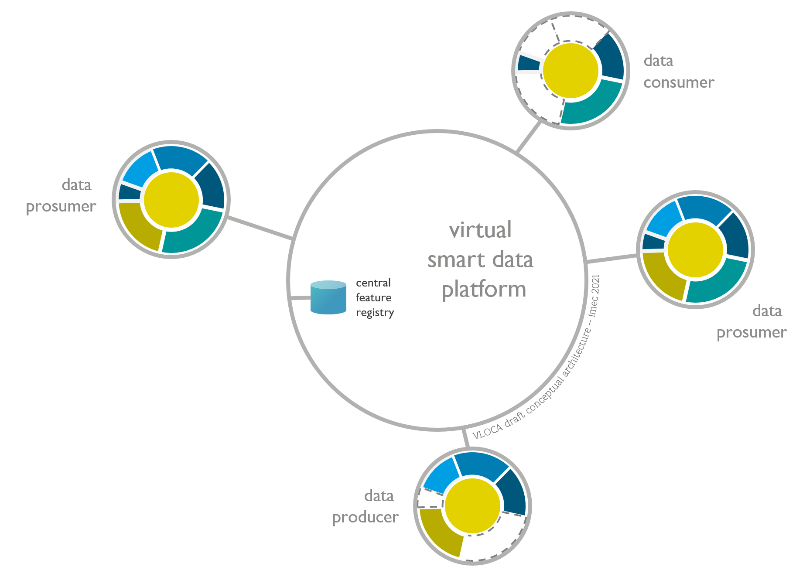 data
consumer
data
prosumer
virtual
smart data
platform
central
feature
registry
data
prosumer
VLOCA draft conceptual architecture – imec 2021
data
producer